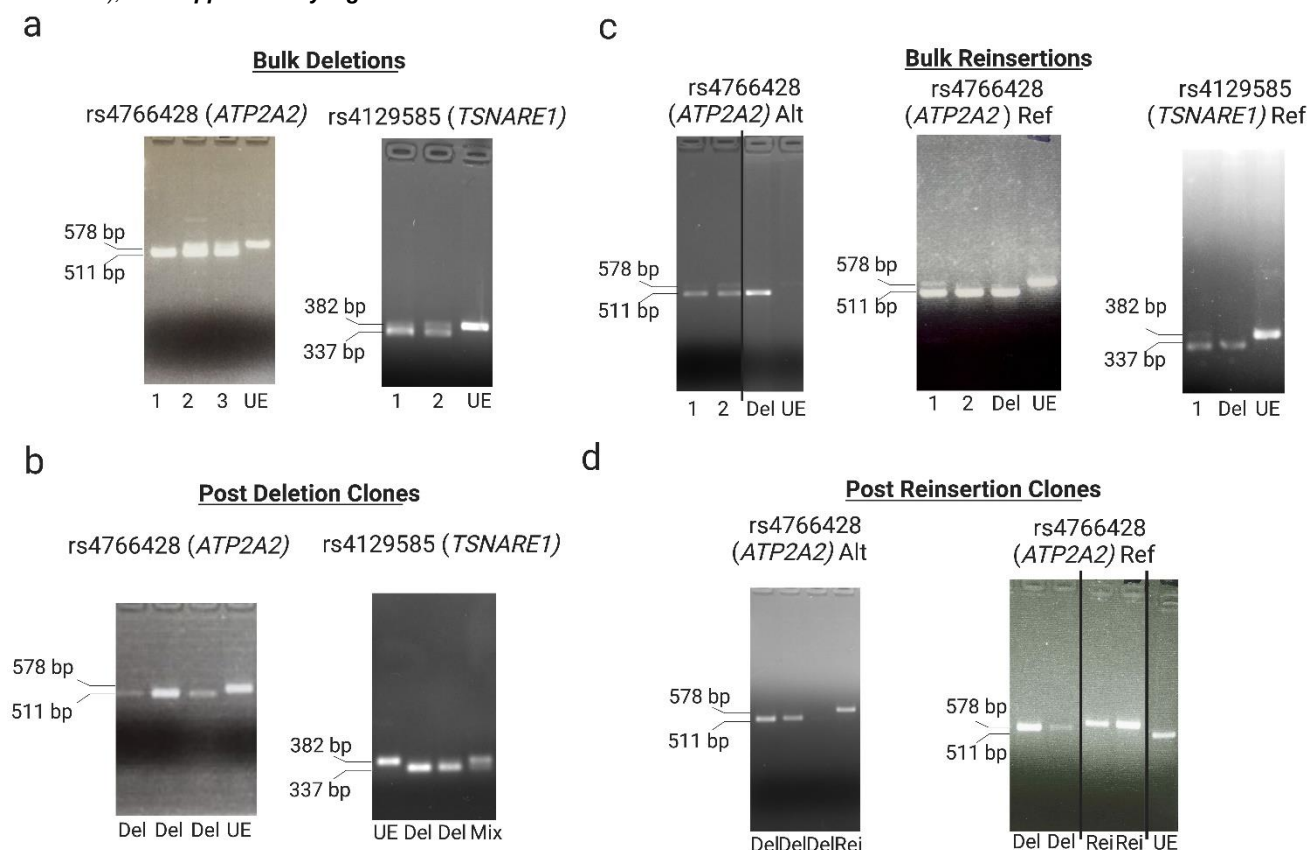 a
Bulk Deletions
rs4766428 (ATP2A2)
rs4129585 (TSNARE1)
578 bp
511 bp
382 bp
337 bp
1 2 3 UE
1 2 UE
b
Post Deletion Clones
rs4766428 (ATP2A2)
rs4129585 (TSNARE1)
578 bp
511 bp
382 bp
337 bp
Del Del Del UE
UE Del Del Mix
c
Bulk Reinsertions
rs4766428
(ATP2A2) Alt
578 bp
511 bp
1 2 Del UE
rs4766428
(ATP2A2 ) Ref
578 bp
511 bp
1 2 Del UE
rs4129585
(TSNARE1) Ref
382 bp
337 bp
1 Del UE
d
Post Reinsertion Clones
rs4766428
(ATP2A2) Alt
578 bp
511 bp
DelDelDelRei
rs4766428
(ATP2A2) Ref
578 bp
511 bp
Del Del Rei Rei UE